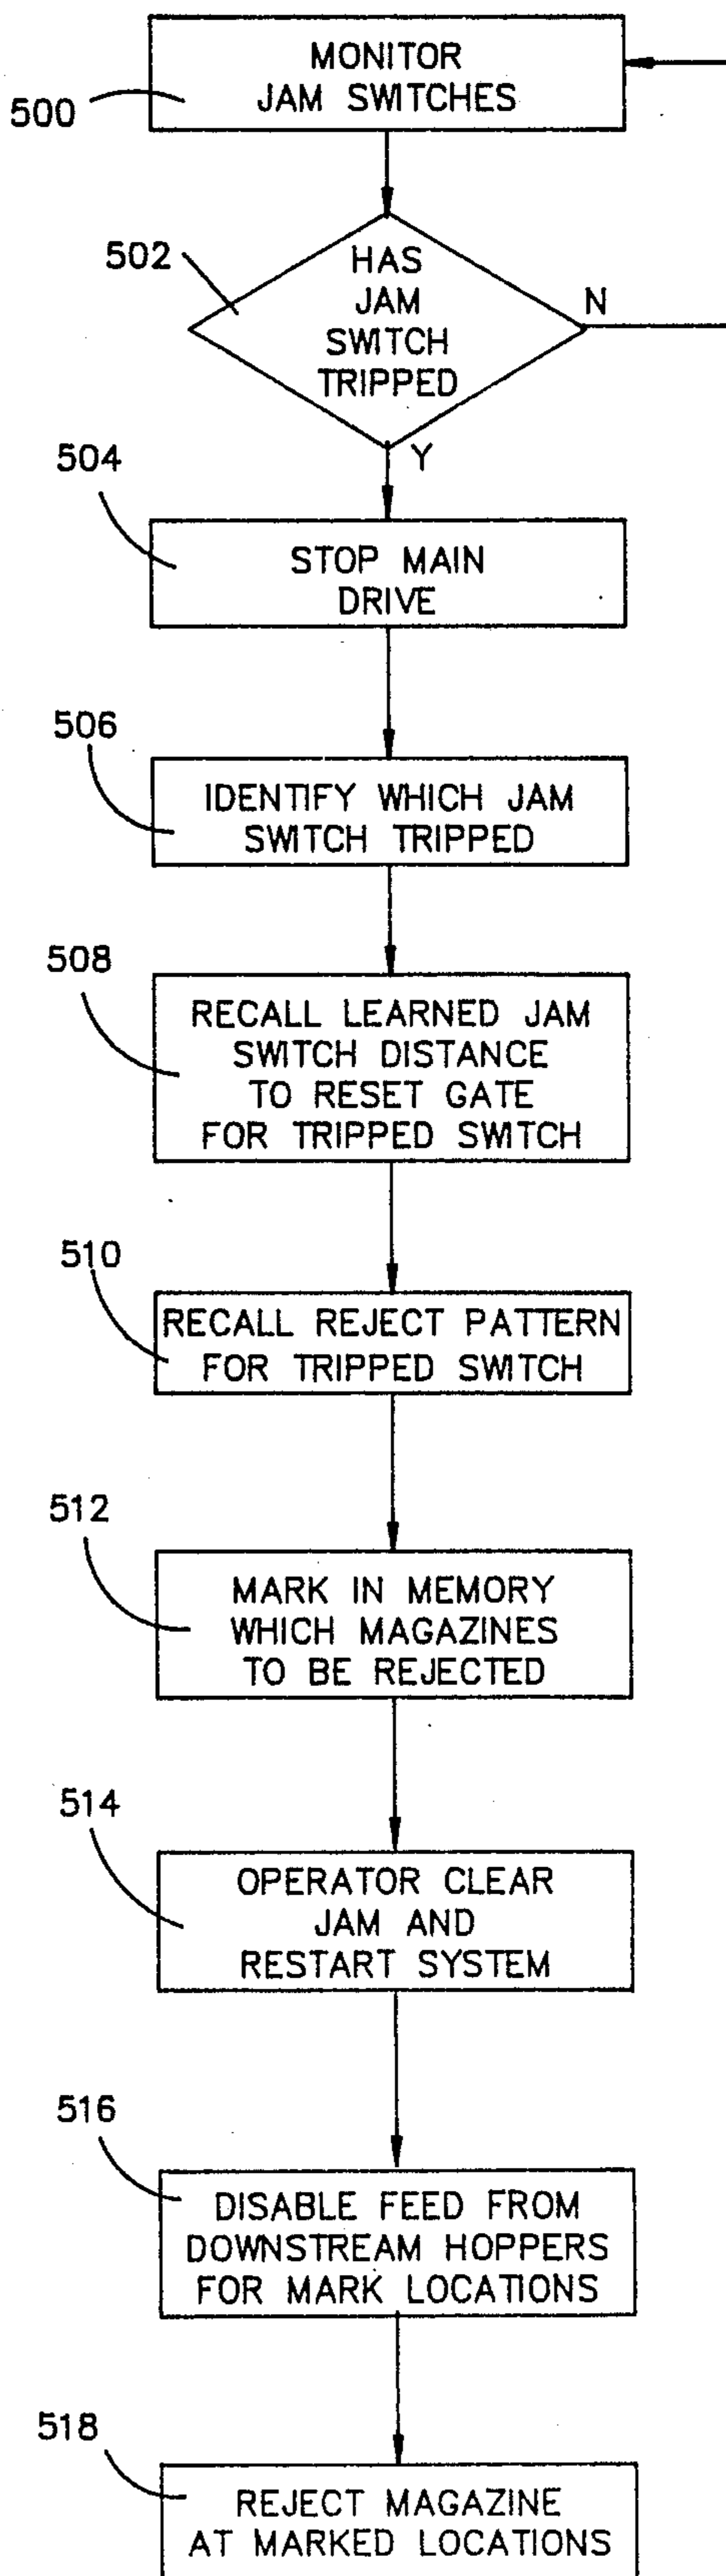 MONITOR
JAM SWITCHES
500
502
HAS
JAM
SWITCH
TRIPPED
N
Y
504
STOP MAIN
DRIVE
506
IDENTIFY WHICH JAM
SWITCH TRIPPED
508
RECALL LEARNED JAM
SWITCH DISTANCE
TO RESET GATE
FOR TRIPPED SWITCH
510
RECALL REJECT PATTERN
FOR TRIPPED SWITCH
512
MARK IN MEMORY
WHICH MAGAZINES
TO BE REJECTED
514
OPERATOR CLEAR
JAM AND
RESTART SYSTEM
516
DISABLE FEED FROM
DOWNSTREAM HOPPERS
FOR MARK LOCATIONS
518
REJECT MAGAZINE
AT MARKED LOCATIONS